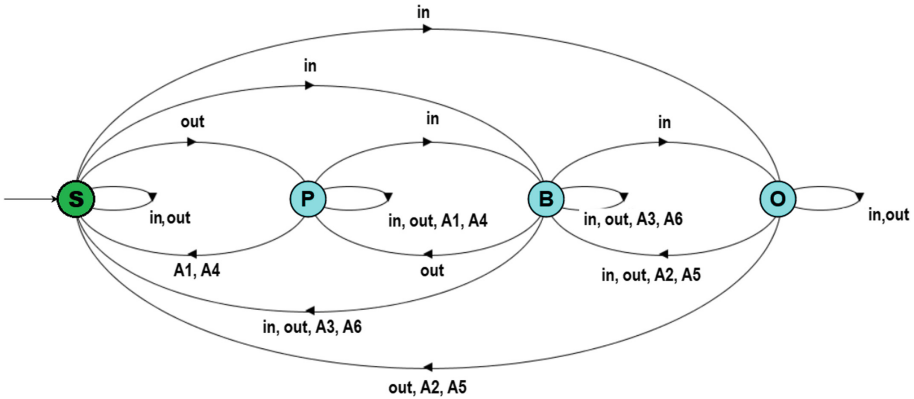 in
in
out
in
in
S
P
B
O
in,out
in, out, A1, A4
in, out, A3, A6
in,out
A1, A4
out
in, out, A2, A5
in, out, A3, A6
out, A2, A5